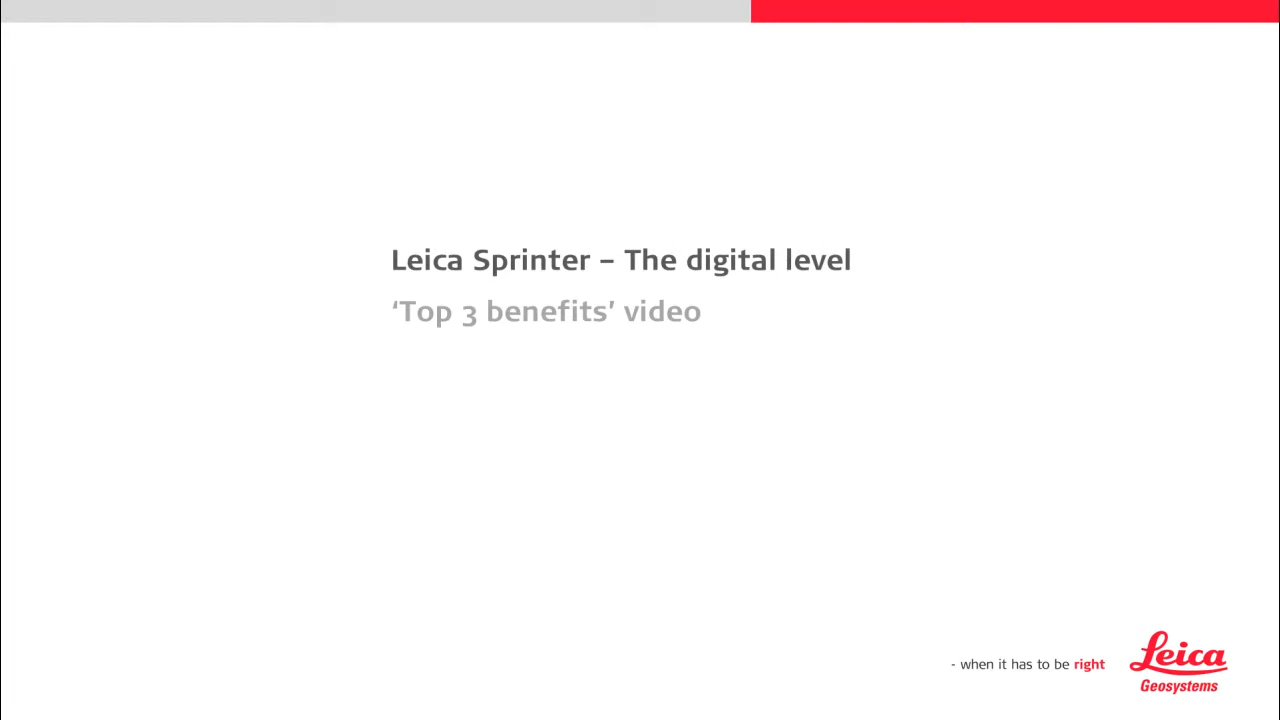 Leica Sprinter – The digital level
‘Top 3 benefits’ video
- when it has to be right
Leica
Geosystems